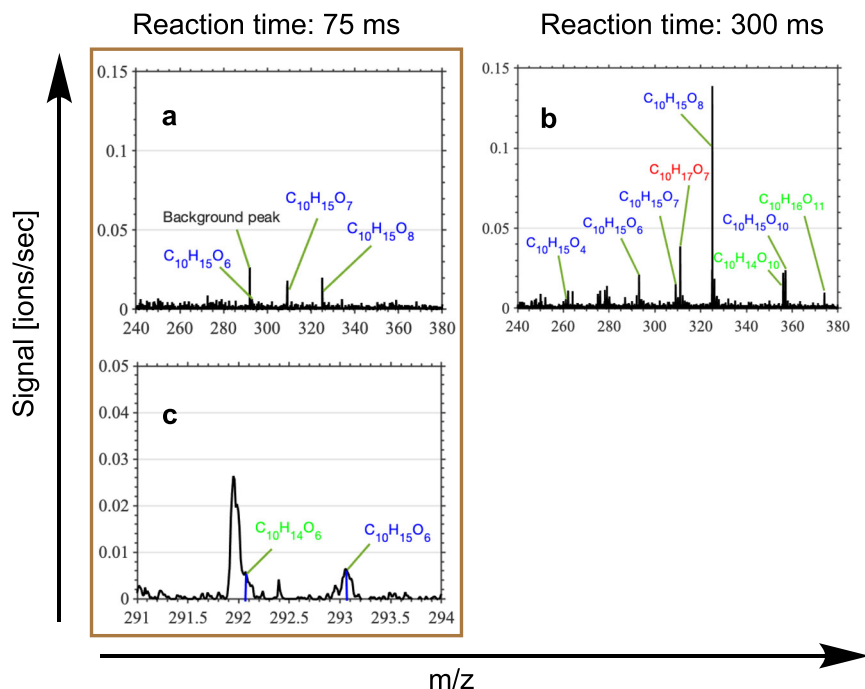 Reaction time: 75 ms
Reaction time: 300 ms
Signal [ions/sec]
0.15
0.1
0.05
0
a
Background peak
C10H15O6
C10H15O7
C10H15O8
240 260 280 300 320 340 360 380
0.15
0.1
0.05
0
b
C10H15O8
C10H17O7
C10H15O7
C10H16O11
C10H15O6
C10H15O10
C10H15O4
C10H14O10
240 260 280 300 320 340 360 380
0.05
0.04
0.03
0.02
0.01
0
c
C10H14O6
C10H15O6
291 291.5 292 292.5 293 293.5 294
m/z